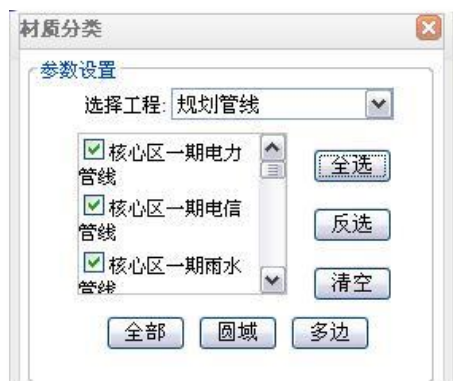 材质分类
参数设置
选择工程: 规划管线
核心区一期电力
管线
全选
核心区一期电信
管线
反选
核心区一期雨水
管线
清空
全部 圆域 多边